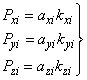 P_{xi} = a_{xi} k_{xi}
P_{yi} = a_{yi} k_{yi}
P_{zi} = a_{zi} k_{zi}